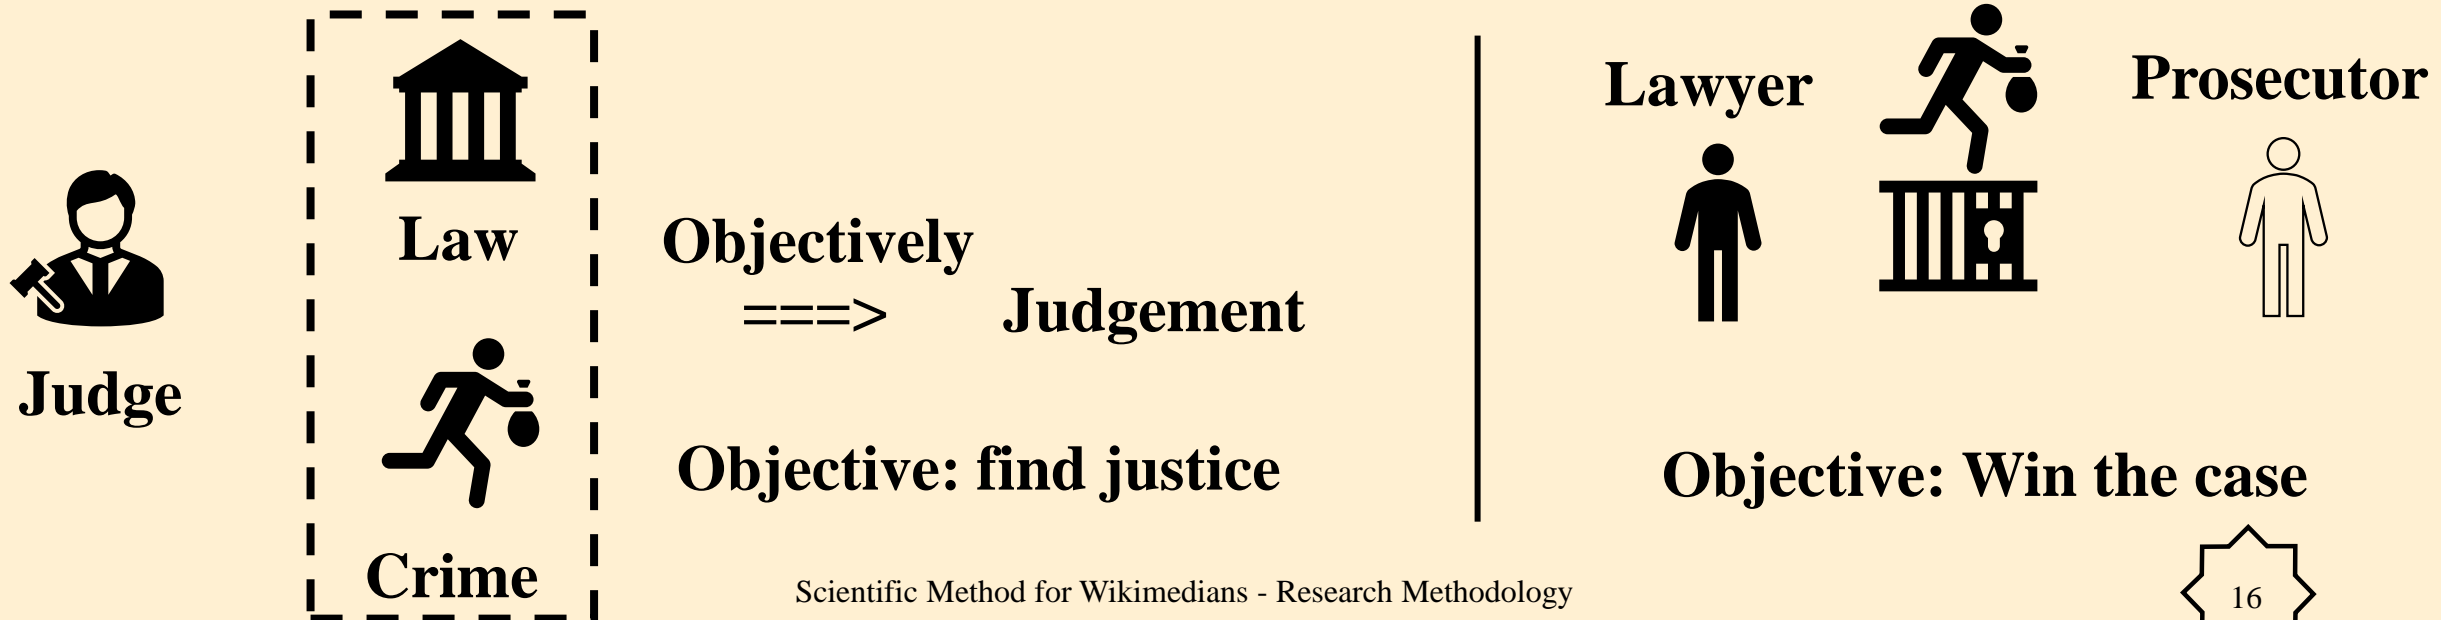 Judge
Law
Crime
Objectively
===>
Judgement
Objective: find justice
Lawyer
Prosecutor
Objective: Win the case
Scientific Method for Wikimedians - Research Methodology
16